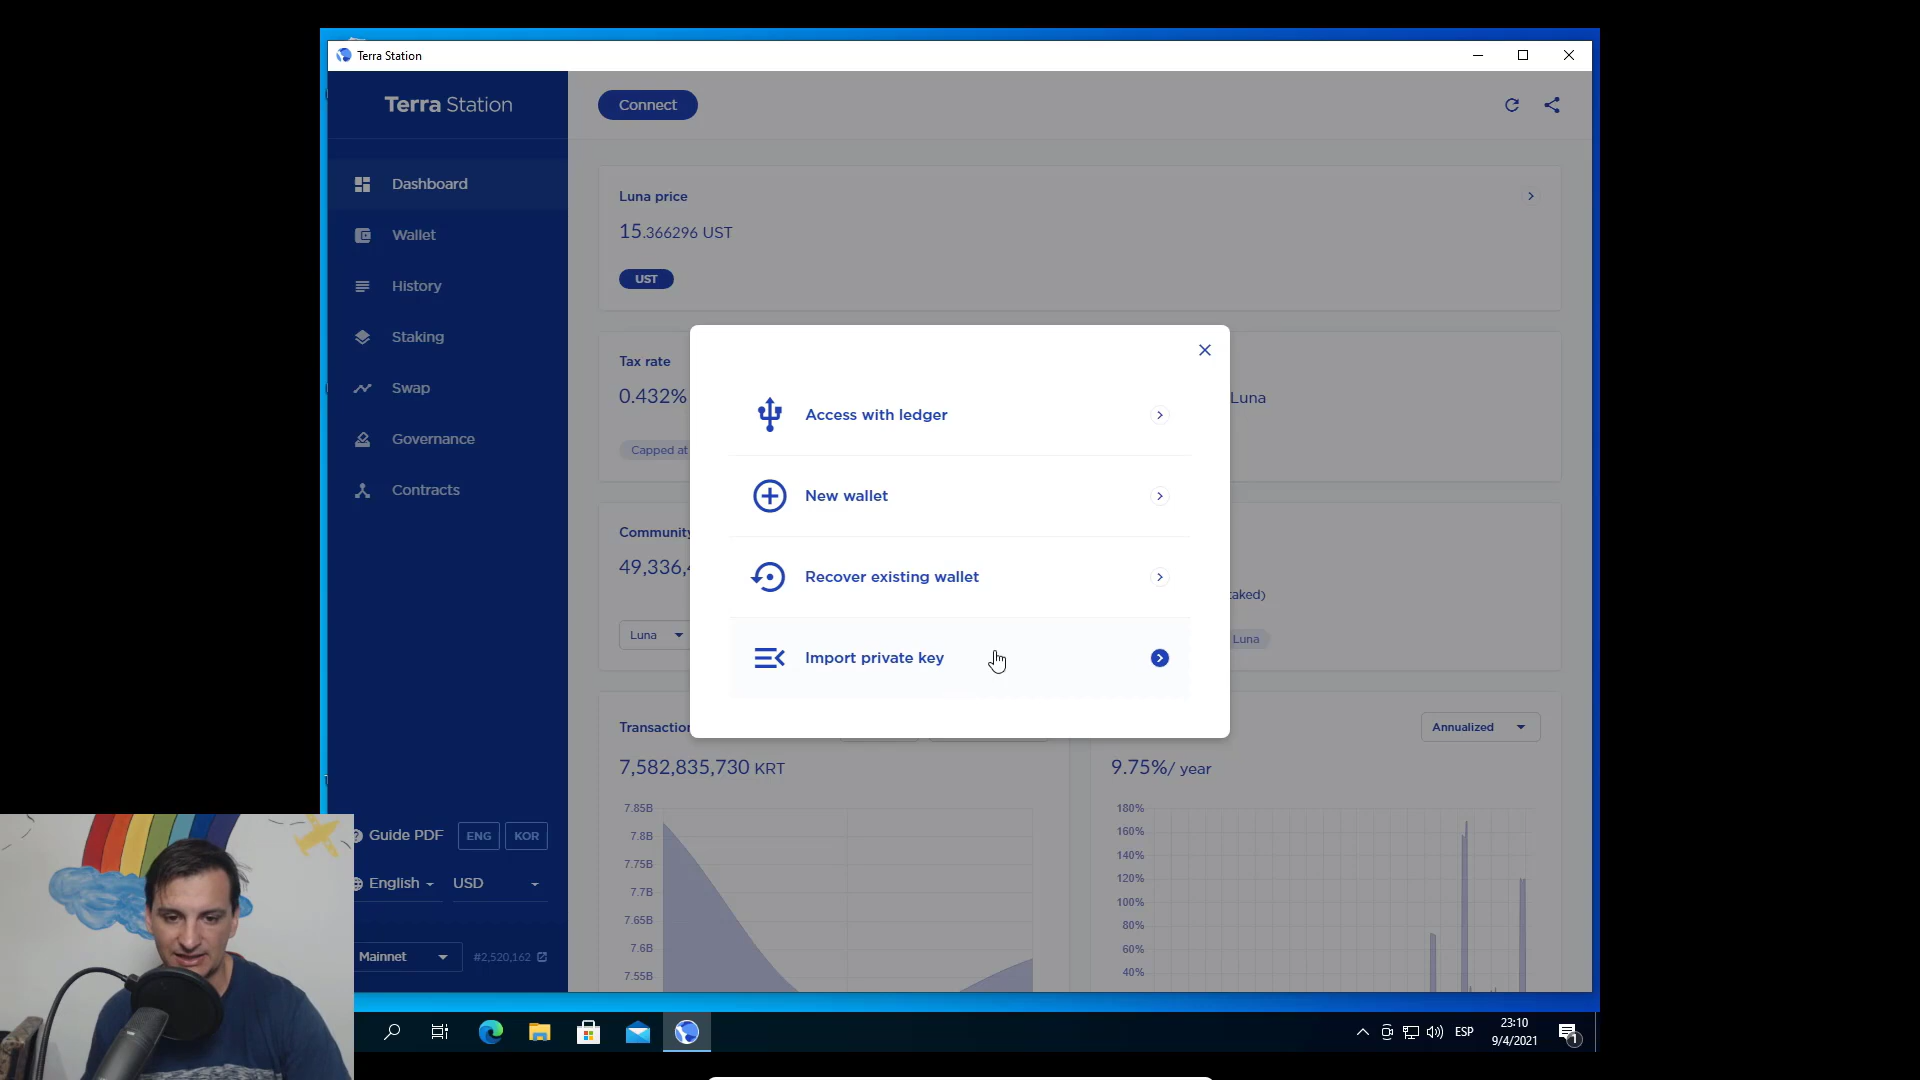 Terra Station
Terra Station
Connect
Dashboard
Wallet
History
Staking
Swap
Governance
Contracts
Guide PDF
ENG
KOR
English
USD
Mainnet
#2,520,162
Luna price
15.366296 UST
UST
Tax rate
0.432%
Luna
Capped at
Community
49,336,4
Luna
Luna
Access with ledger
New wallet
Recover existing wallet
Import private key
7,582,835,730 KRT
7.85B
7.8B
7.75B
7.7B
7.65B
7.6B
7.55B
Annualized
9.75%/ year
180%
160%
140%
120%
100%
80%
60%
40%
ESP
23:10
9/4/2021
1